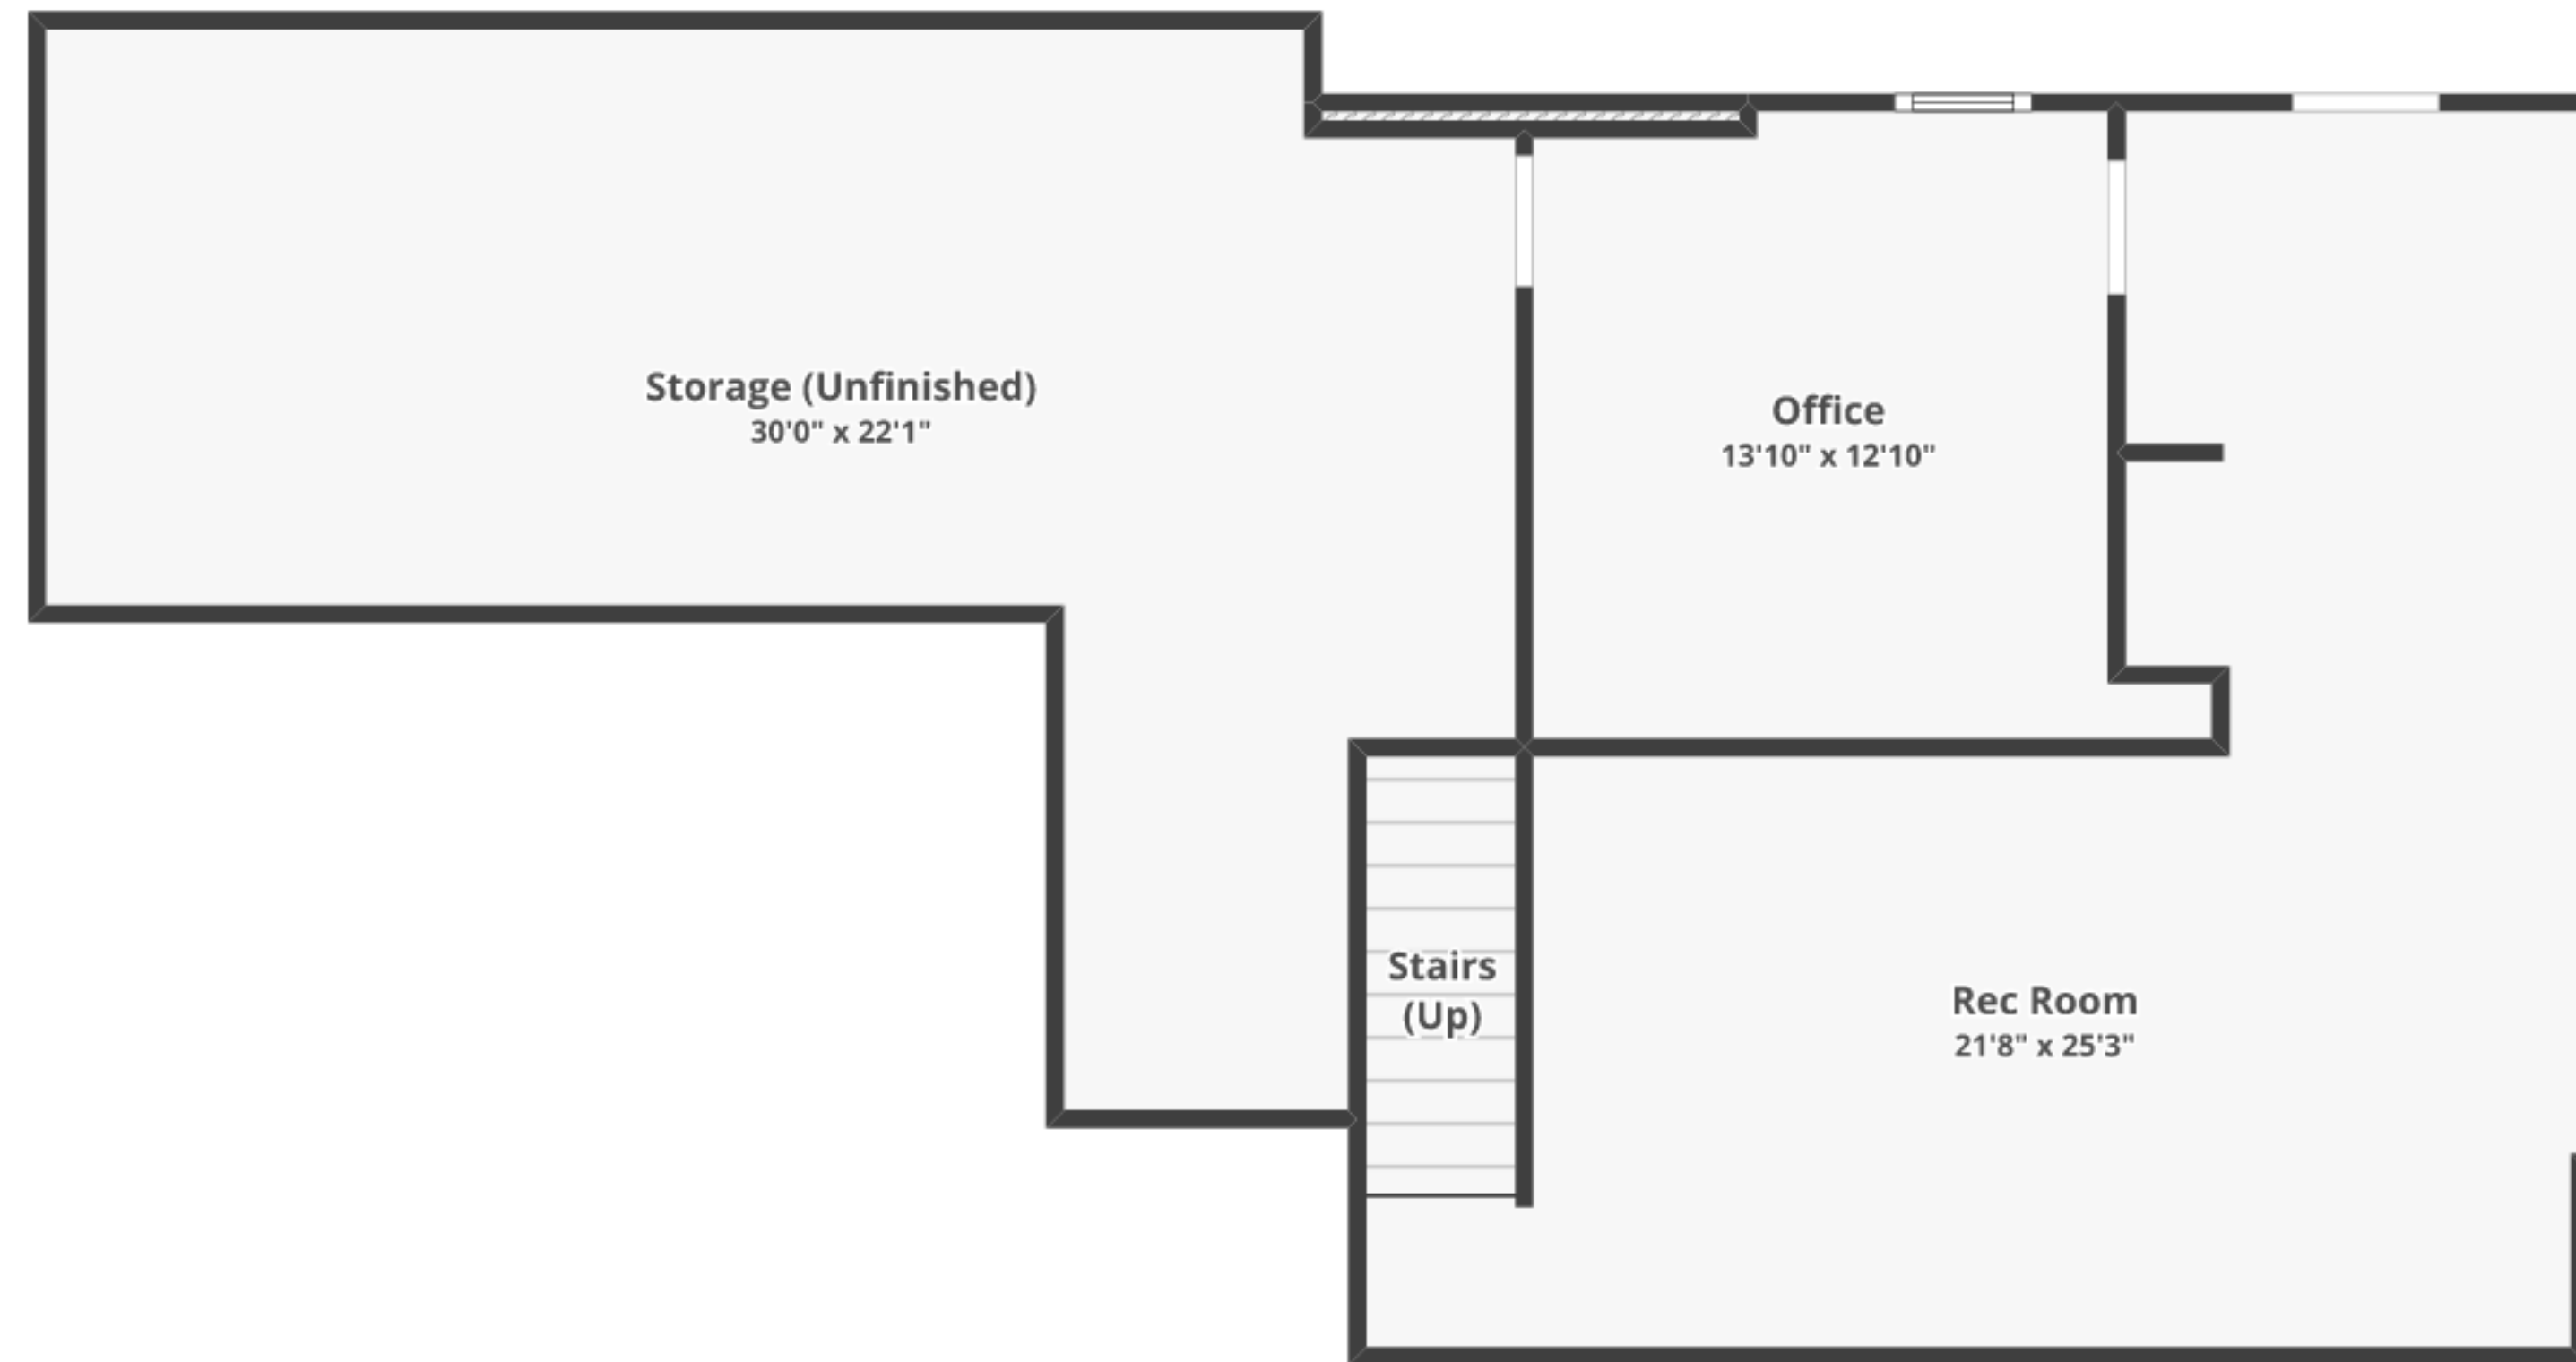 Storage (Unfinished)
30'0" x 22'1"
Office
13'10" x 12'10"
Stairs
(Up)
Rec Room
21'8" x 25'3"